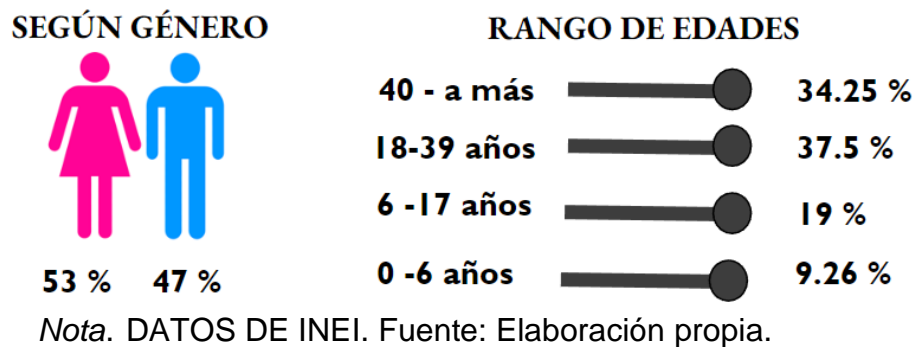 SEGÚN GÉNERO
53 % 47 %
RANGO DE EDADES
40 - a más 34.25 %
18-39 años 37.5 %
6 -17 años 19 %
0 -6 años 9.26 %
Nota. DATOS DE INEI. Fuente: Elaboración propia.